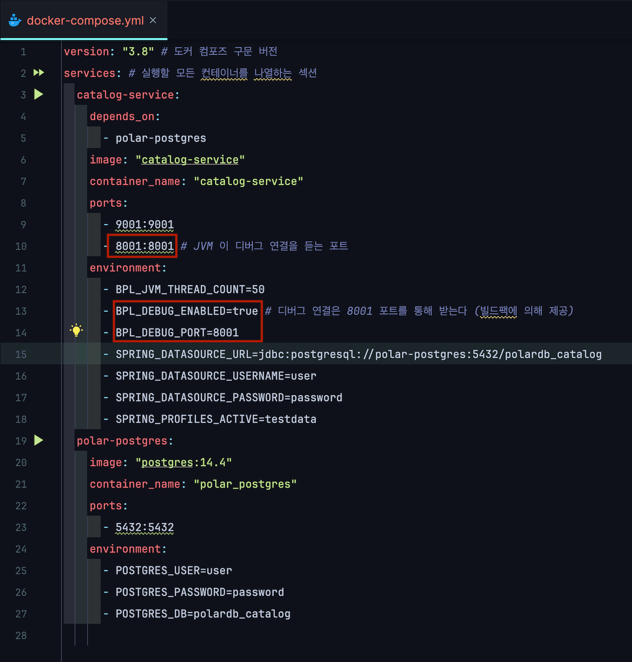 docker-compose.yml ×
1 version: "3.8" # 도커 컴포즈 구문 버전
2 services: # 실행할 모든 컨테이너를 나열하는 섹션
3 catalog-service:
4 depends_on:
5 - polar-postgres
6 image: "catalog-service"
7 container_name: "catalog-service"
8 ports:
9 - 9001:9001
10 - 8001:8001 # JVM 이 디버그 연결을 듣는 포트
11 environment:
12 - BPL_JVM_THREAD_COUNT=50
13 - BPL_DEBUG_ENABLED=true # 디버그 연결은 8001 포트를 통해 받는다 (빌드팩에 의해 제공)
14 - BPL_DEBUG_PORT=8001
15 - SPRING_DATASOURCE_URL=jdbc:postgresql://polar-postgres:5432/polardb_catalog
16 - SPRING_DATASOURCE_USERNAME=user
17 - SPRING_DATASOURCE_PASSWORD=password
18 - SPRING_PROFILES_ACTIVE=testdata
19 polar-postgres:
20 image: "postgres:14.4"
21 container_name: "polar_postgres"
22 ports:
23 - 5432:5432
24 environment:
25 - POSTGRES_USER=user
26 - POSTGRES_PASSWORD=password
27 - POSTGRES_DB=polardb_catalog
28